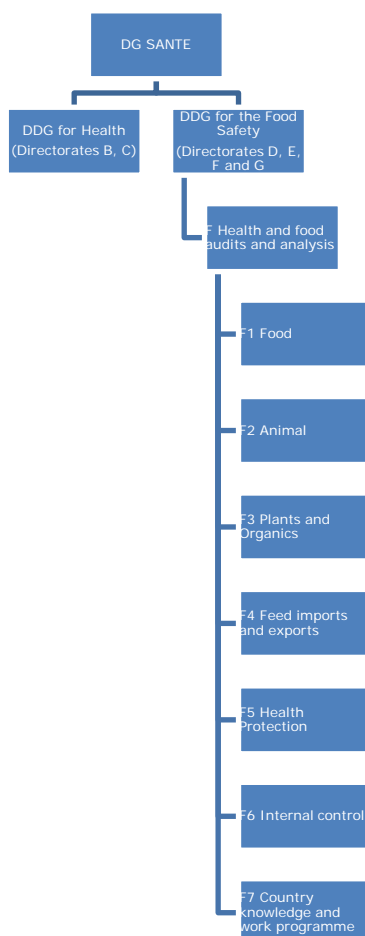 DG SANTE
DDG for Health
(Directorates B, C)
DDG for the Food
Safety
(Directorates D, E,
F and G
F Health and food
audits and analysis
F1 Food
F2 Animal
F3 Plants and
Organics
F4 Feed imports
and exports
F5 Health
Protection
F6 Internal control
F7 Country
knowledge and
work programme